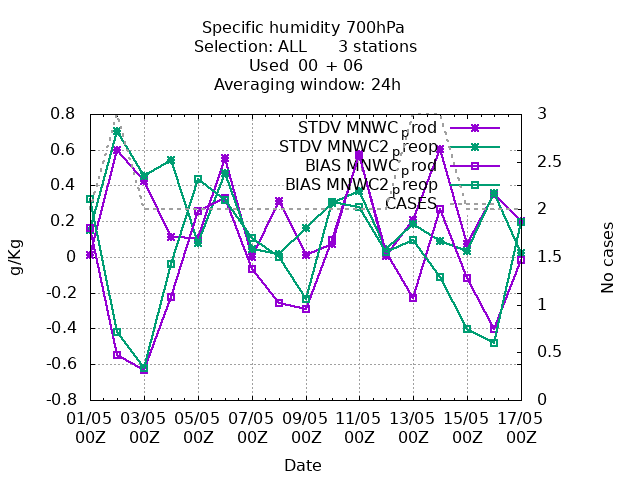 Specific humidity 700hPa
Selection: ALL 3 stations
Used 00 + 06
Averaging window: 24h
STDV MNWC_prod
STDV MNWC2_preop
BIAS MNWC_prod
BIAS MNWC2_preop
CASES
g/Kg
0.8
0.6
0.4
0.2
0
-0.2
-0.4
-0.6
-0.8
3
2.5
2
1.5
1
0.5
0
No cases
01/05 03/05 05/05 07/05 09/05 11/05 13/05 15/05 17/05
00Z 00Z 00Z 00Z 00Z 00Z 00Z 00Z 00Z
Date